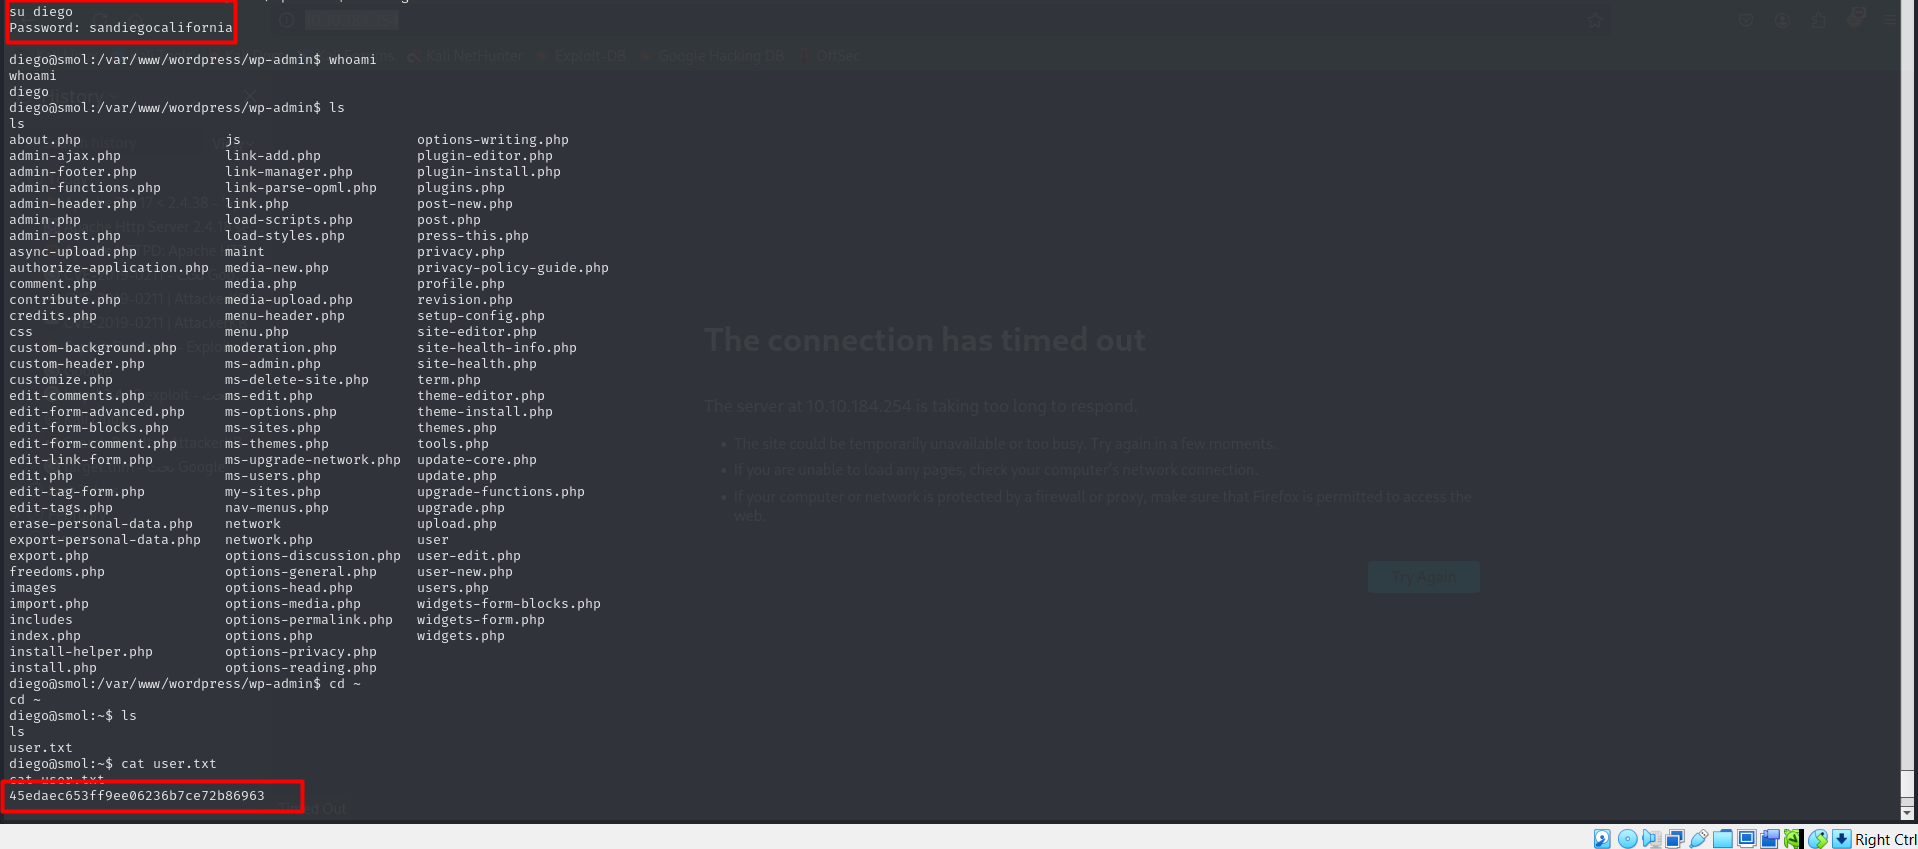 su diego
Password: sandiegocalifornia
diego@smol:/var/www/wordpress/wp-admin$ whoami
whoami
diego
diego@smol:/var/www/wordpress/wp-admin$ ls
ls
about.php js options-writing.php
admin-ajax.php link-add.php plugin-editor.php
admin-footer.php link-manager.php plugin-install.php
admin-functions.php link-parse-opml.php plugins.php
admin-header.php link.php post-new.php
admin.php load-scripts.php post.php
admin-post.php load-styles.php press-this.php
async-upload.php maint privacy.php
authorize-application.php media-new.php privacy-policy-guide.php
comment.php media.php profile.php
contribute.php media-upload.php revision.php
credits.php menu-header.php setup-config.php
css menu.php site-editor.php
custom-background.php moderation.php site-health-info.php
custom-header.php ms-admin.php site-health.php
customize.php ms-delete-site.php term.php
edit-comments.php ms-edit.php theme-editor.php
edit-form-advanced.php ms-options.php theme-install.php
edit-form-blocks.php ms-sites.php themes.php
edit-form-comment.php ms-themes.php tools.php
edit-link-form.php ms-upgrade-network.php update-core.php
edit.php ms-users.php update.php
edit-tag-form.php my-sites.php upgrade-functions.php
edit-tags.php nav-menus.php upgrade.php
erase-personal-data.php network upload.php
export-personal-data.php network.php user
export.php options-discussion.php user-edit.php
freedoms.php options-general.php user-new.php
images options-head.php users.php
import.php options-media.php widgets-form-blocks.php
includes options-permalink.php widgets-form.php
index.php options.php widgets.php
install-helper.php options-privacy.php
install.php options-reading.php
diego@smol:/var/www/wordpress/wp-admin$ cd ~
cd ~
diego@smol:~$ ls
ls
user.txt
diego@smol:~$ cat user.txt
cat user.txt
45edaec653ff9ee06236b7ce72b86963
Kali NetHunter Exploit-DB Google Hacking DB OffSec
The connection has timed out
The server at 10.10.184.254 is taking too long to respond.
The site could be temporarily unavailable or too busy. Try again in a few moments.
If you are unable to load any pages, check your computer's network connection.
If your computer or network is protected by a firewall or proxy, make sure that Firefox is permitted to access the
web.
Try Again
Timed Out
Right Ctrl